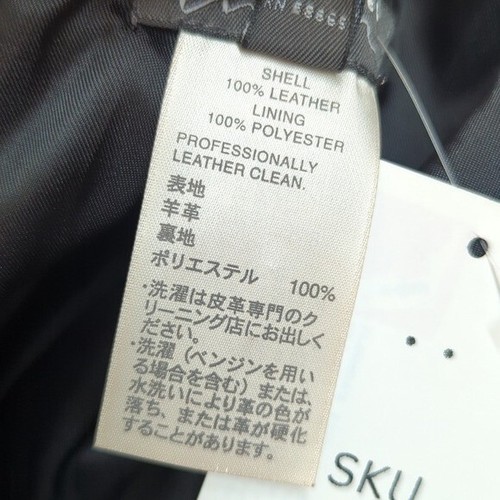 RN 88865
SHELL
100% LEATHER
LINING
100% POLYESTER
PROFESSIONALLY
LEATHER CLEAN.
表地
羊革
裏地
ポリエステル 100%
・洗濯は皮革専門のク
リーニング店にお出しく
ださい。
・洗濯（ベンジンを用い
る場合を含む）または、
水洗いにより革の色が
落ち、または革が硬化
することがあります。
SKU